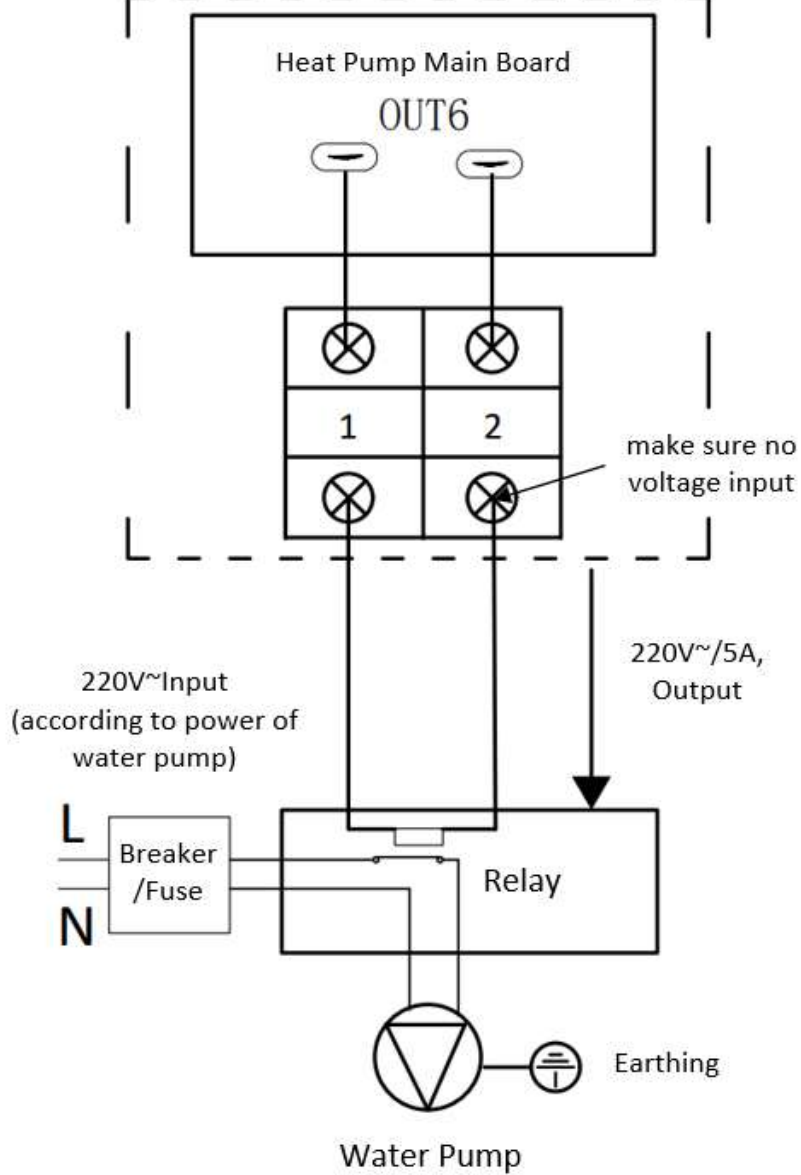 Heat Pump Main Board
OUT6
1
2
make sure no
voltage input
220V~/5A,
Output
220V~Input
(according to power of
water pump)
L
Breaker
/Fuse
N
Relay
Earthing
Water Pump